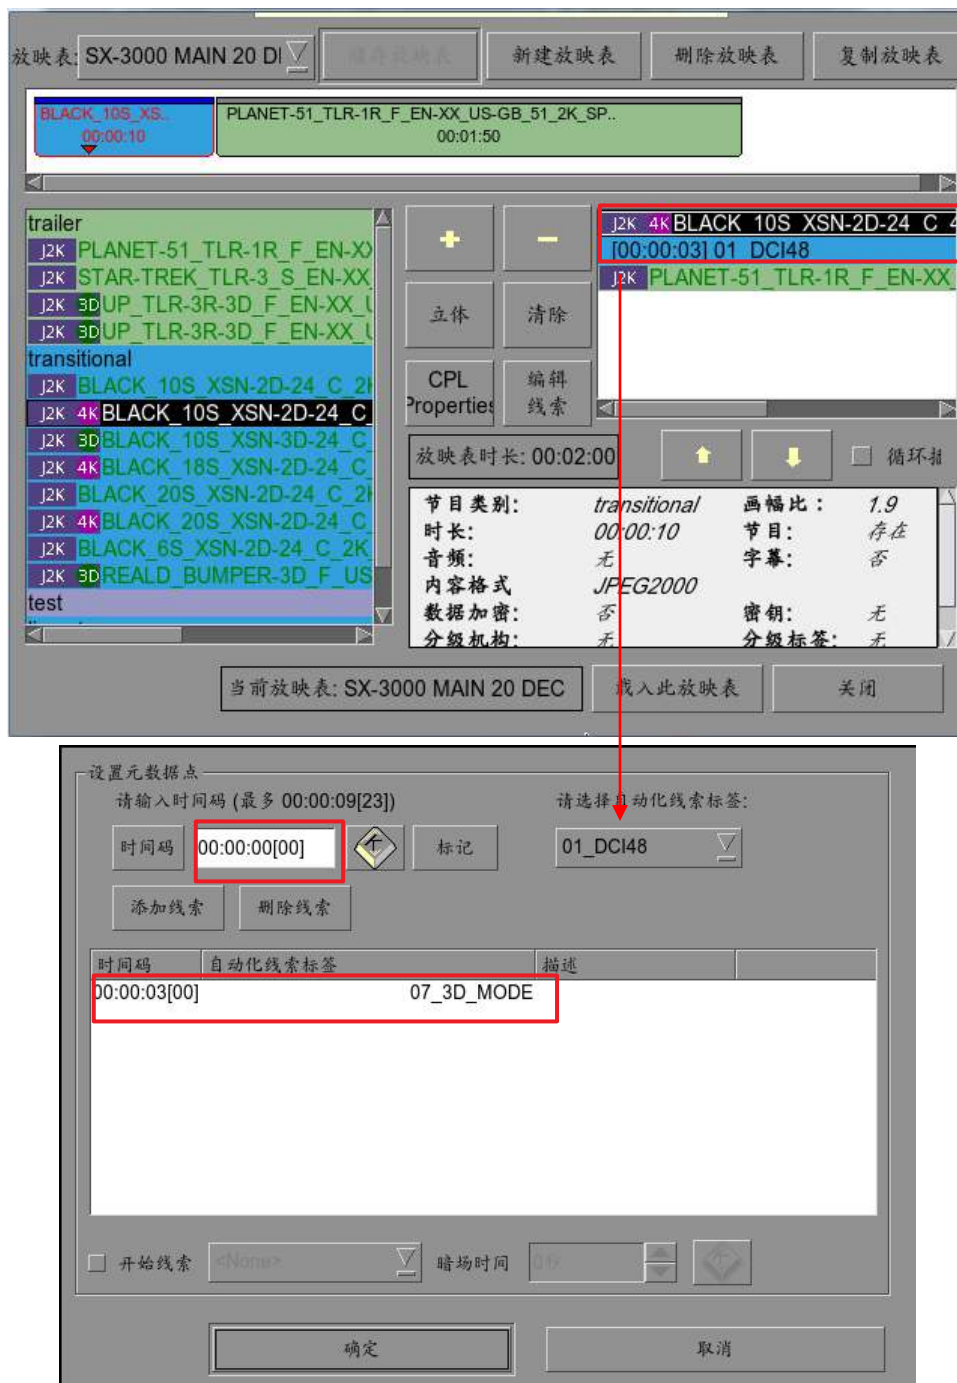 放映表: SX-3000 MAIN 20 DI
储存放映表
新建放映表
删除放映表
复制放映表
BLACK_10S_XS..
00:00:10
PLANET-51_TLR-1R_F_EN-XX_US-GB_51_2K_SP..
00:01:50
trailer
J2K PLANET-51_TLR-1R_F_EN-XX
J2K STAR-TREK_TLR-3_S_EN-XX_
J2K 3D UP_TLR-3R-3D_F_EN-XX_U
J2K 3D UP_TLR-3R-3D_F_EN-XX_U
transitional
J2K BLACK_10S_XSN-2D-24_C_2K
J2K 4K BLACK_10S_XSN-2D-24_C_
J2K 3D BLACK_10S_XSN-3D-24_C_
J2K 4K BLACK_18S_XSN-2D-24_C_
J2K BLACK_20S_XSN-2D-24_C_2K
J2K 4K BLACK_20S_XSN-2D-24_C_
J2K BLACK_6S_XSN-2D-24_C_2K_
J2K 3D REALD_BUMPER-3D_F_US
test
+
−
立体
清除
CPL Properties
编辑线索
J2K 4K BLACK_10S_XSN-2D-24_C_4
[00:00:03] 01_DCI48
J2K PLANET-51_TLR-1R_F_EN-XX_
放映表时长: 00:02:00
循环播
节目类别: transitional 画幅比: 1.9
时长: 00:00:10 节目: 存在
音频: 无 字幕: 否
内容格式 JPEG2000
数据加密: 否 密钥: 无
分级机构: 无 分级标签: 无
当前放映表: SX-3000 MAIN 20 DEC
载入此放映表
关闭
设置元数据点
请输入时间码 (最多 00:00:09[23])
请选择自动化线索标签:
时间码
00:00:00[00]
标记
01_DCI48
添加线索
删除线索
时间码 自动化线索标签 描述
00:00:03[00] 07_3D_MODE
开始线索
<None>
暗场时间
确定
取消